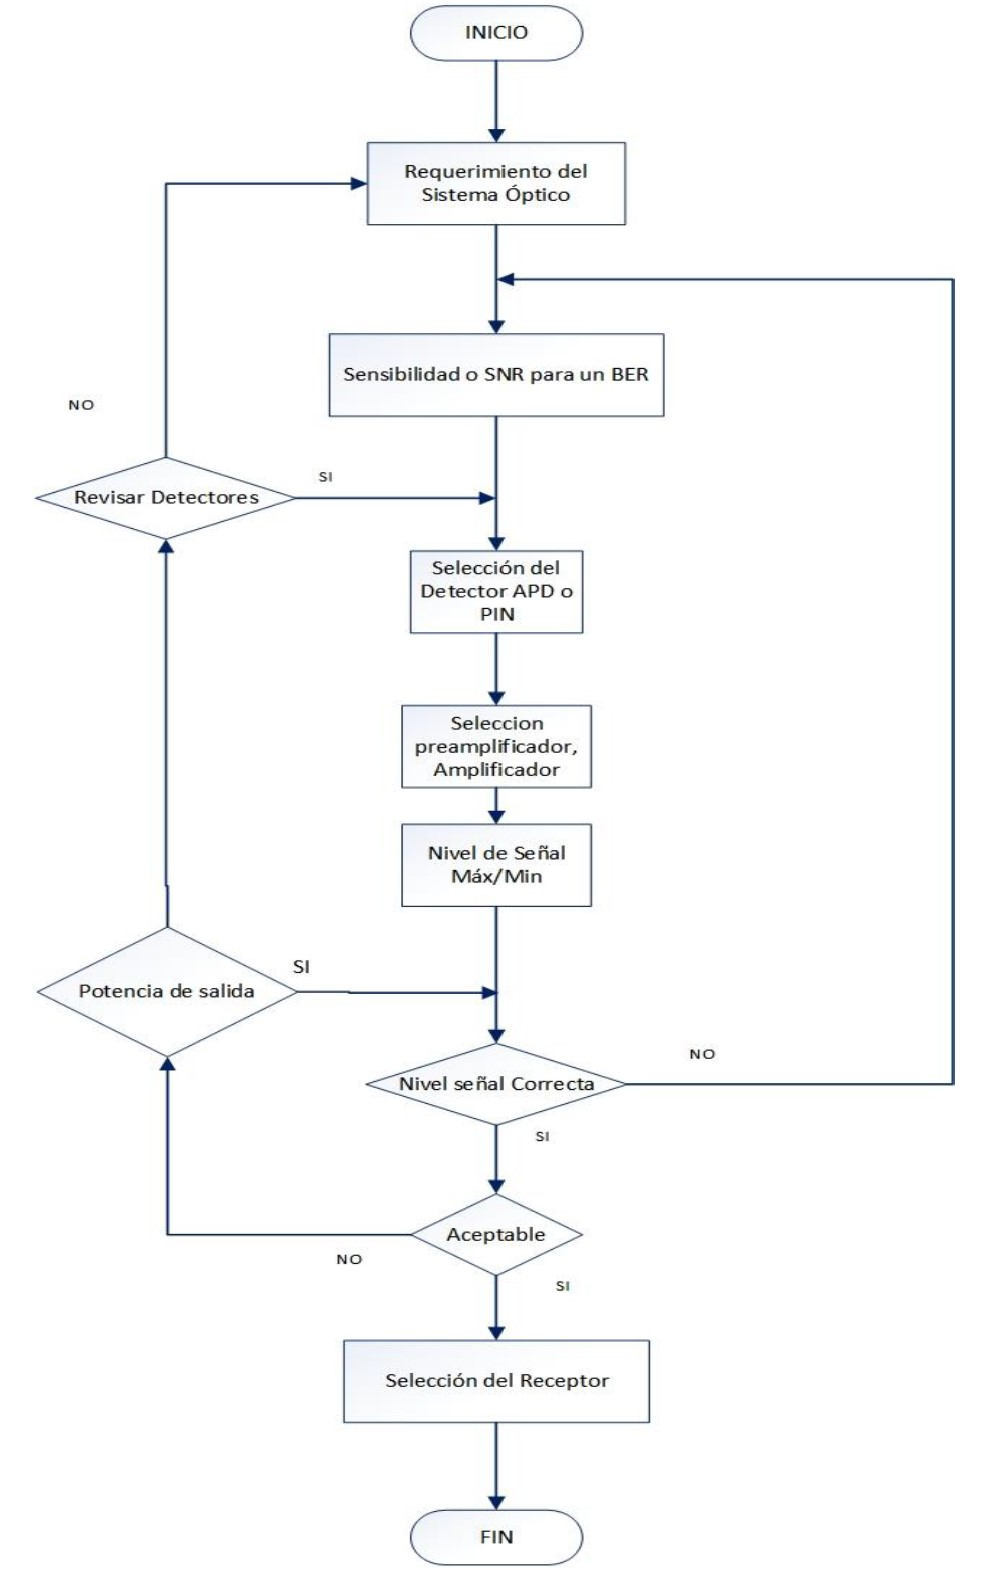 INICIO
Requerimiento del
Sistema Óptico
Sensibilidad o SNR para un BER
NO
SI
Revisar Detectores
Selección del
Detector APD o
PIN
Seleccion
preamplificador,
Amplificador
Nivel de Señal
Máx/Min
SI
Potencia de salida
NO
Nivel señal Correcta
SI
Aceptable
NO
SI
Selección del Receptor
FIN